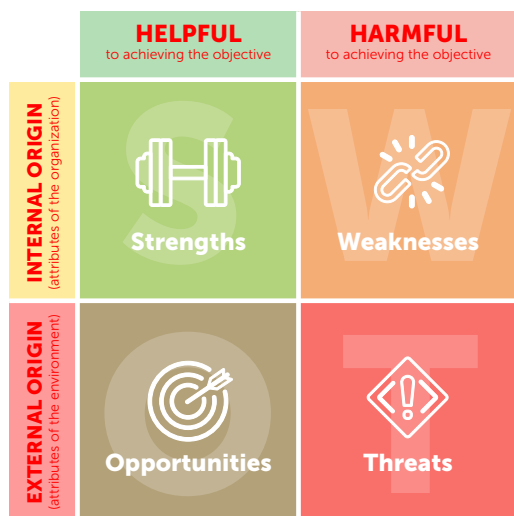 HELPFUL
to achieving the objective
HARMFUL
to achieving the objective
INTERNAL ORIGIN
(attributes of the organization)
S
Strengths
W
Weaknesses
EXTERNAL ORIGIN
(attributes of the environment)
O
Opportunities
T
Threats